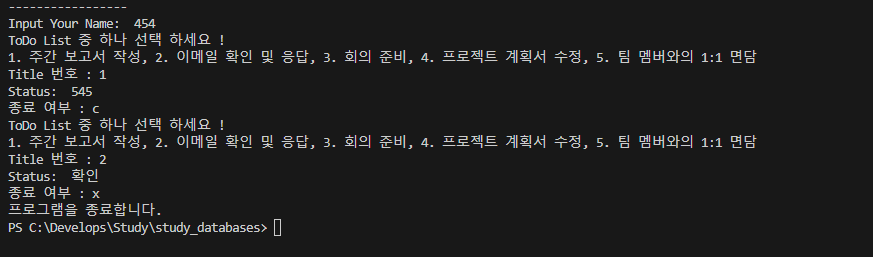 -----------------
Input Your Name:  454
ToDo List 중 하나 선택 하세요 !
1. 주간 보고서 작성, 2. 이메일 확인 및 응답, 3. 회의 준비, 4. 프로젝트 계획서 수정, 5. 팀 멤버와의 1:1 면담
Title 번호 : 1
Status:  545
종료 여부 : c
ToDo List 중 하나 선택 하세요 !
1. 주간 보고서 작성, 2. 이메일 확인 및 응답, 3. 회의 준비, 4. 프로젝트 계획서 수정, 5. 팀 멤버와의 1:1 면담
Title 번호 : 2
Status:  확인
종료 여부 : x
프로그램을 종료합니다.
PS C:\Develops\Study\study_databases>